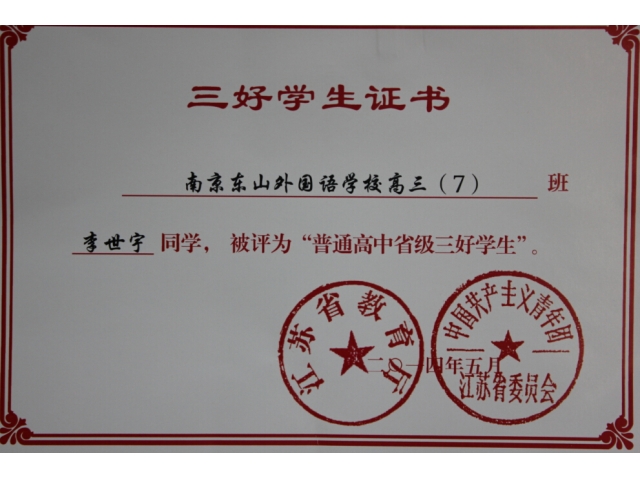 三好学生证书
南京东山外国语学校高三（7） 班
李世宇 同学，被评为“普通高中省级三好学生”。
江苏省教育厅
中国共产主义青年团
江苏省委员会
二〇一四年五月